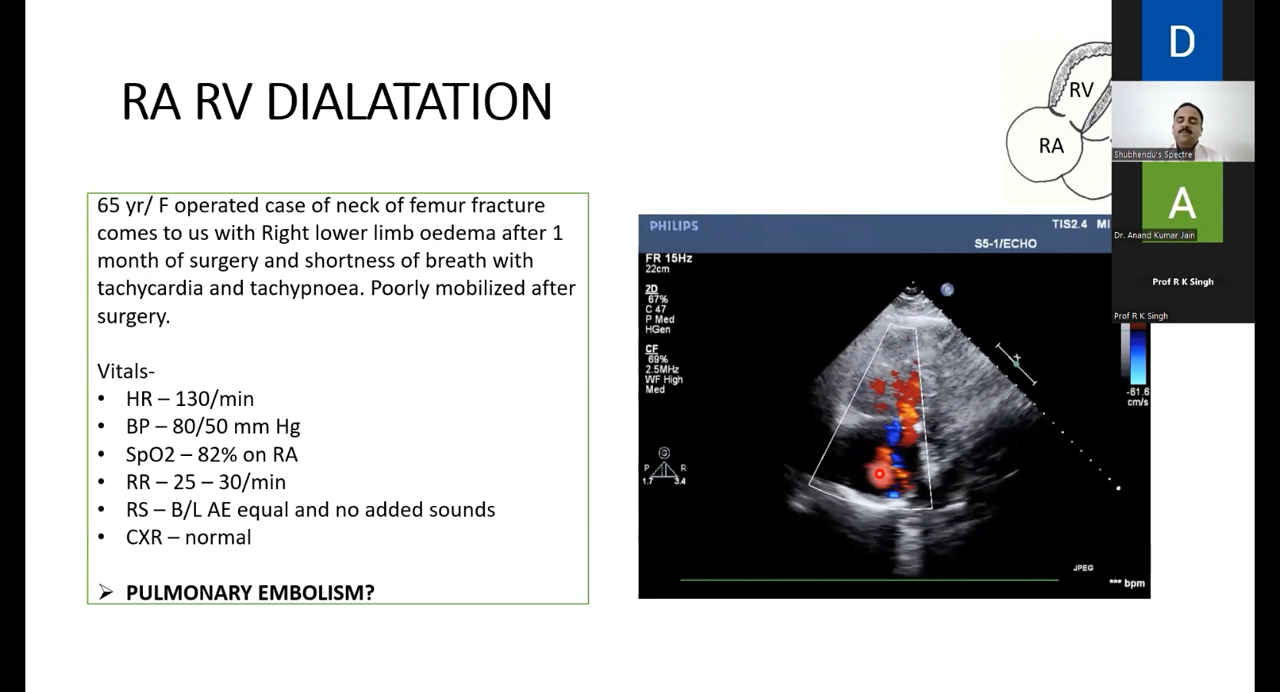 RA RV DIALATATION
65 yr/ F operated case of neck of femur fracture
comes to us with Right lower limb oedema after 1
month of surgery and shortness of breath with
tachycardia and tachypnoea. Poorly mobilized after
surgery.
Vitals-
• HR – 130/min
• BP – 80/50 mm Hg
• SpO2 – 82% on RA
• RR – 25 – 30/min
• RS – B/L AE equal and no added sounds
• CXR – normal
➢ PULMONARY EMBOLISM?
RV
RA
PHILIPS
TIS2.4 MI
S5-1/ECHO
FR 15Hz
22cm
2D
67%
C 47
P Med
HGen
CF
69%
2.5MHz
WF High
Med
G
P R
1.7 3.4
P
-61.6
cm/s
JPEG
*** bpm
D
Shubhendu's Spectre
A
Dr. Anand Kumar Jain
Prof R K Singh
Prof R K Singh